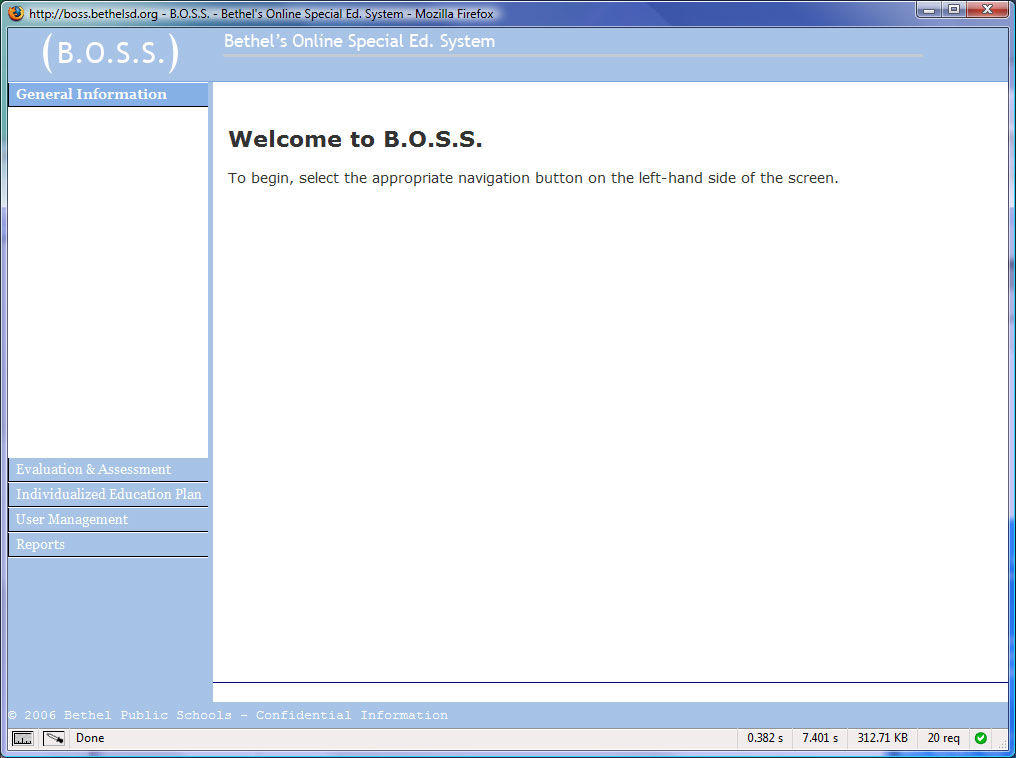 http://boss.bethelsd.org - B.O.S.S. - Bethel's Online Special Ed. System - Mozilla Firefox
(B.O.S.S.)
Bethel's Online Special Ed. System
General Information
Welcome to B.O.S.S.
To begin, select the appropriate navigation button on the left-hand side of the screen.
Evaluation & Assessment
Individualized Education Plan
User Management
Reports
© 2006 Bethel Public Schools - Confidential Information
Done 0.382 s 7.401 s 312.71 KB 20 req